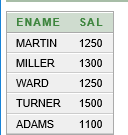 ENAME SAL
MARTIN 1250
MILLER 1300
WARD 1250
TURNER 1500
ADAMS 1100